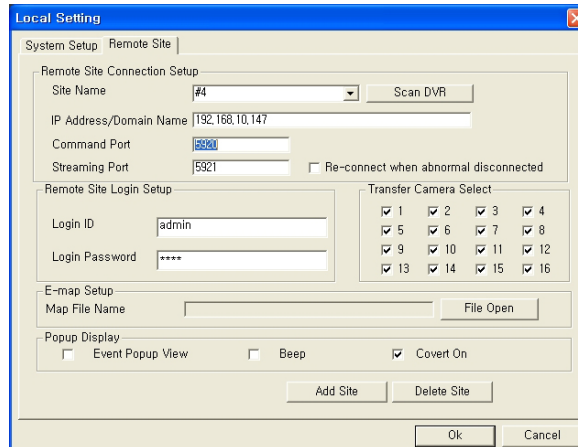 Local Setting
System Setup Remote Site
Remote Site Connection Setup
Site Name #4 Scan DVR
IP Address/Domain Name 192,168,10,147
Command Port 5920
Streaming Port 5921 Re-connect when abnormal disconnected
Remote Site Login Setup Transfer Camera Select
1 2 3 4
Login ID admin 5 6 7 8
9 10 11 12
Login Password **** 13 14 15 16
E-map Setup
Map File Name File Open
Popup Display
Event Popup View Beep Covert On
Add Site Delete Site
Ok Cancel